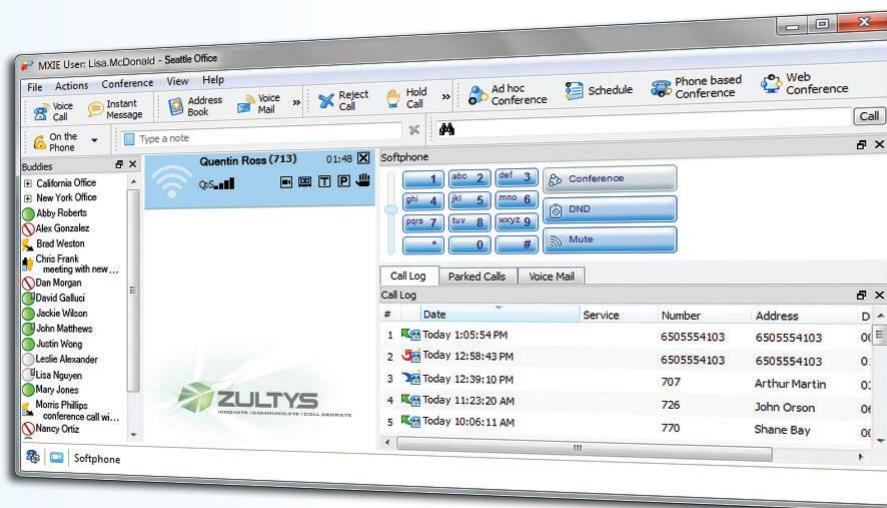 MXIE User: Lisa.McDonald - Seattle Office
File Actions Conference View Help
Voice Call Instant Message Address Book Voice Mail » Reject Call Hold Call » Ad hoc Conference Schedule Phone based Conference Web Conference
On the Phone Type a note Call
Buddies
California Office
New York Office
Abby Roberts
Alex Gonzalez
Brad Weston
Chris Frank
meeting with new...
Dan Morgan
David Galluci
Jackie Wilson
John Matthews
Justin Wong
Leslie Alexander
Lisa Nguyen
Mary Jones
Morris Phillips
conference call wi...
Nancy Ortiz
Quentin Ross (713) 01:48
QoS
T P
ZULTYS
INNOVATE | COMMUNICATE | COLLABORATE
Softphone
1 abc 2 def 3 Conference
ghi 4 jkl 5 mno 6 DND
pqrs 7 tuv 8 wxyz 9 Mute
* 0 #
Call Log Parked Calls Voice Mail
Call Log
# Date Service Number Address D
1 Today 1:05:54 PM 6505554103 6505554103
2 Today 12:58:43 PM 6505554103 6505554103
3 Today 12:39:10 PM 707 Arthur Martin
4 Today 11:23:20 AM 726 John Orson
5 Today 10:06:11 AM 770 Shane Bay
Softphone